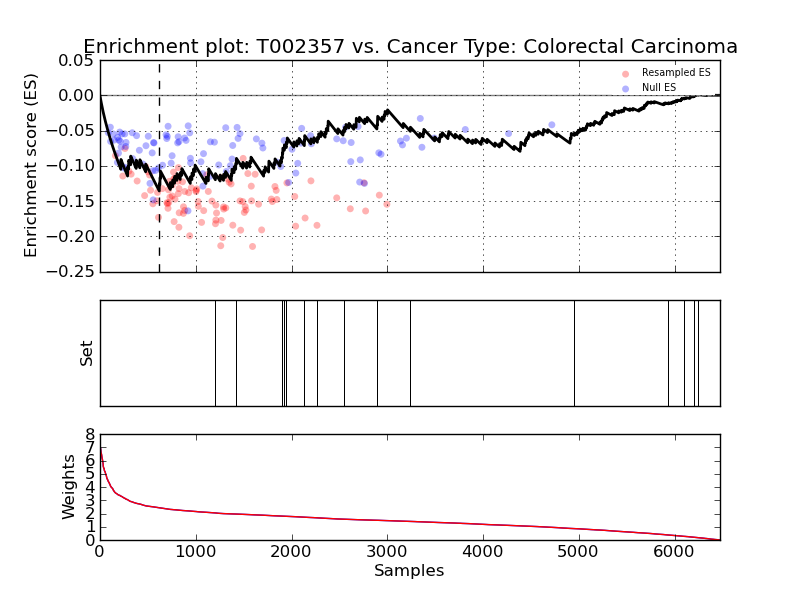 Enrichment plot: T002357 vs. Cancer Type: Colorectal Carcinoma
Enrichment score (ES)
0.05
0.00
−0.05
−0.10
−0.15
−0.20
−0.25
Resampled ES
Null ES
Set
Weights
8
7
6
5
4
3
2
1
0
0 1000 2000 3000 4000 5000 6000
Samples